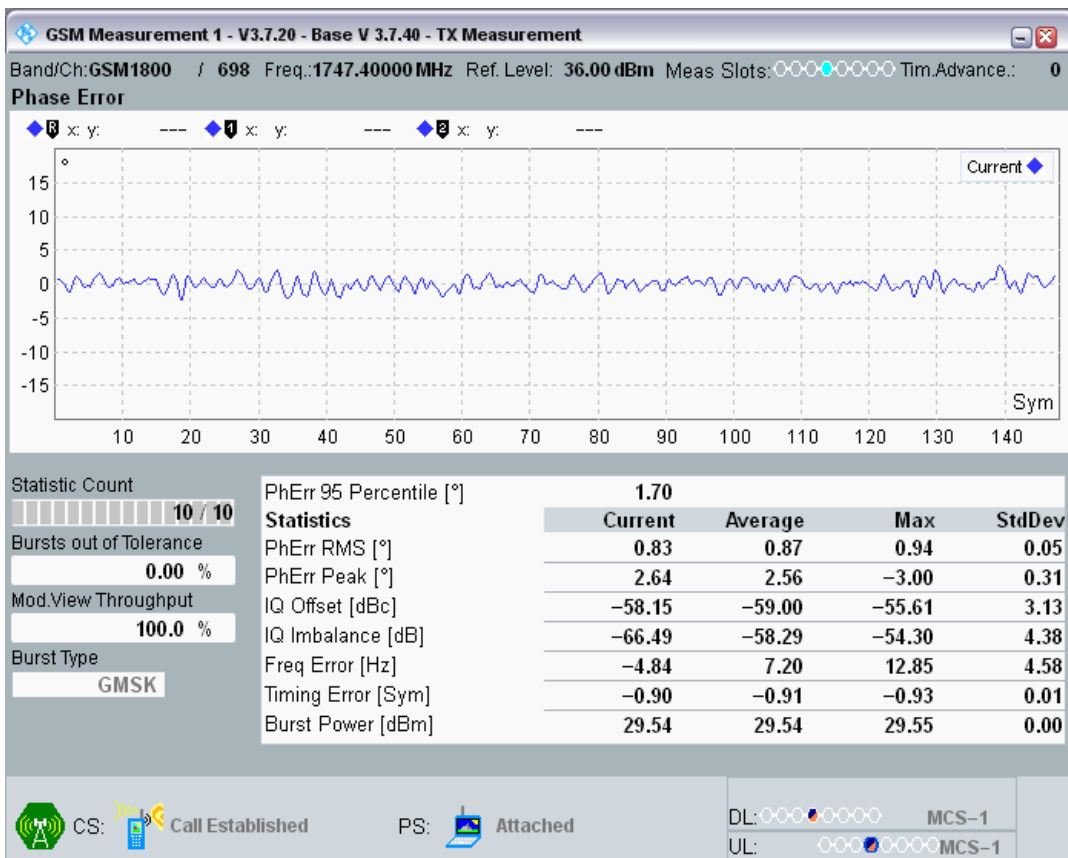 GSM Measurement 1 - V3.7.20 - Base V 3.7.40 - TX Measurement
Band/Ch:GSM1800 / 698 Freq.:1747.40000 MHz Ref. Level: 36.00 dBm Meas Slots: Tim.Advance.: 0
Phase Error
R x: y: --- 1 x: y: --- 2 x: y: ---
° Current
15
10
5
0
-5
-10
-15
Sym
10 20 30 40 50 60 70 80 90 100 110 120 130 140
Statistic Count
10 / 10
Bursts out of Tolerance
0.00 %
Mod.View Throughput
100.0 %
Burst Type
GMSK
PhErr 95 Percentile [°] 1.70
Statistics Current Average Max StdDev
PhErr RMS [°] 0.83 0.87 0.94 0.05
PhErr Peak [°] 2.64 2.56 −3.00 0.31
IQ Offset [dBc] −58.15 −59.00 −55.61 3.13
IQ Imbalance [dB] −66.49 −58.29 −54.30 4.38
Freq Error [Hz] −4.84 7.20 12.85 4.58
Timing Error [Sym] −0.90 −0.91 −0.93 0.01
Burst Power [dBm] 29.54 29.54 29.55 0.00
CS: Call Established PS: Attached
DL: MCS−1
UL: MCS−1